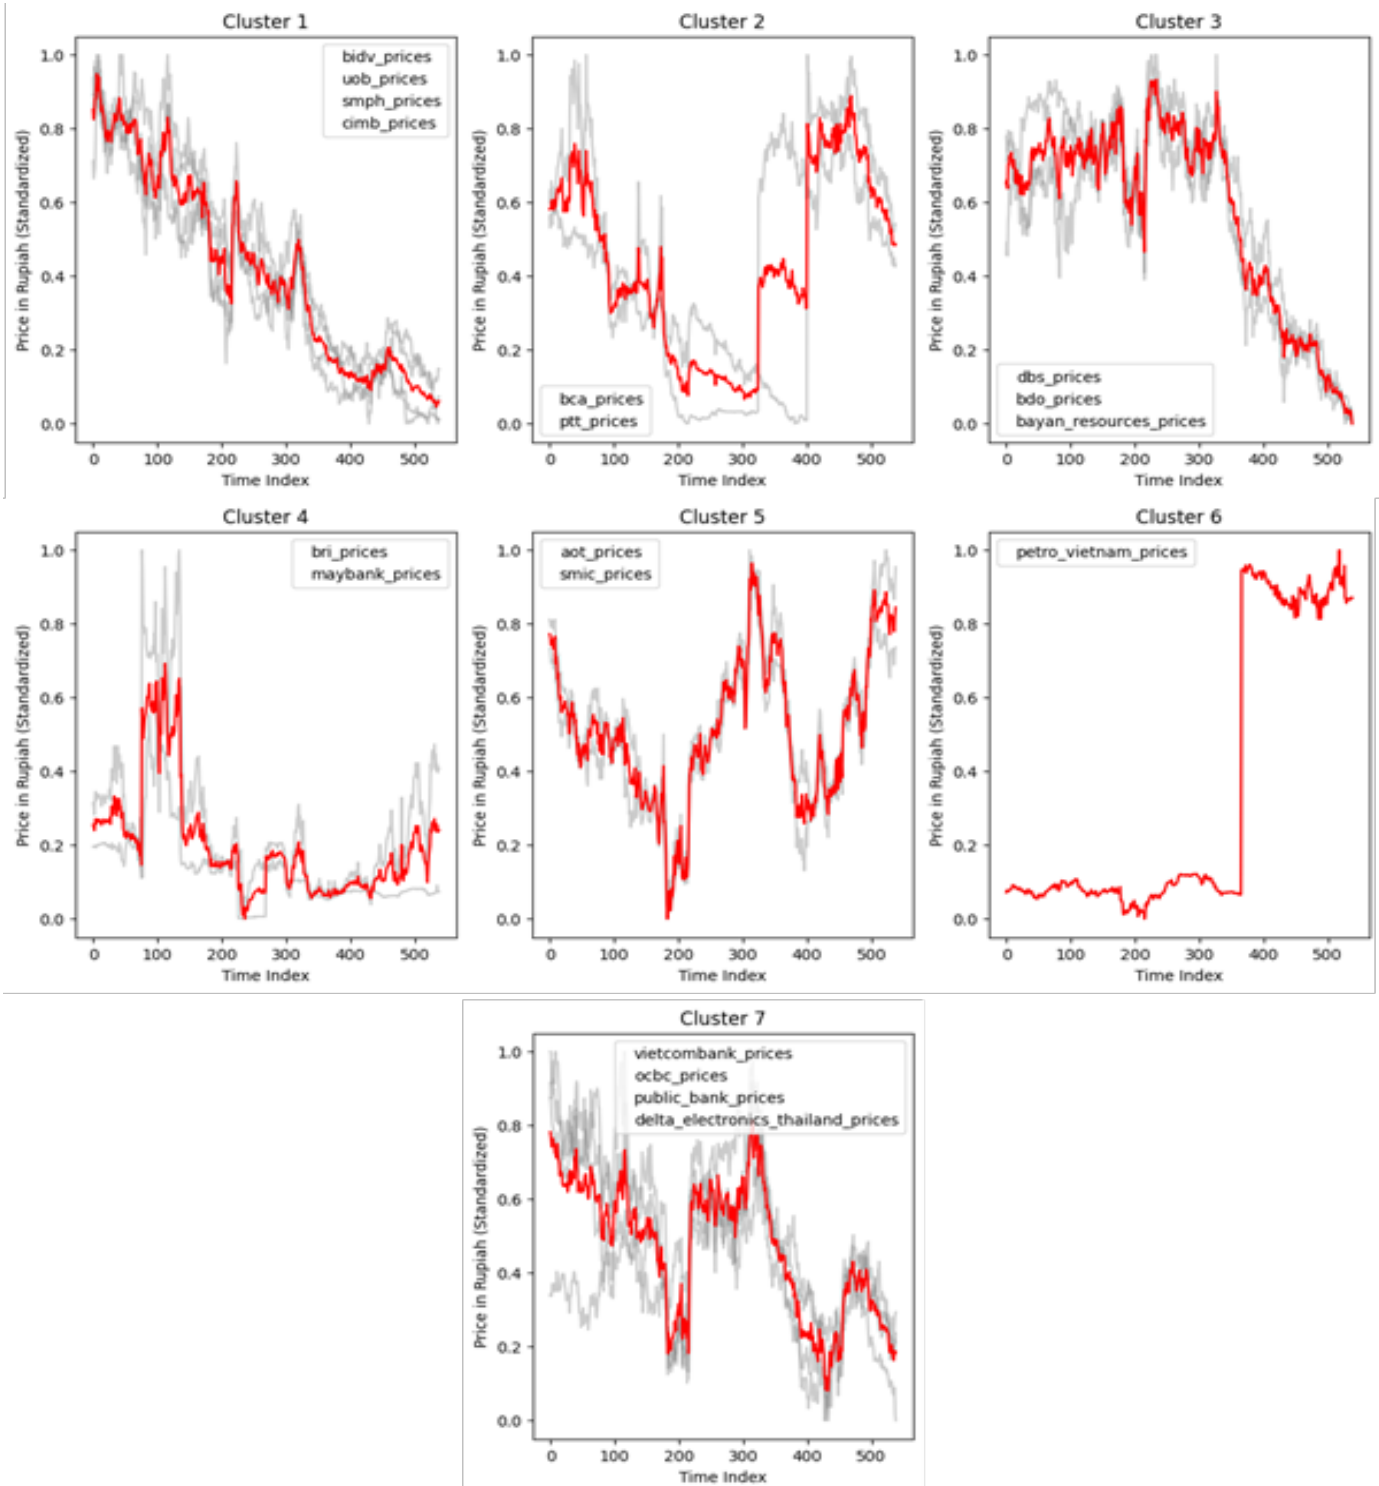 Cluster 1
Price in Rupiah (Standardized)
1.0
0.8
0.6
0.4
0.2
0.0
bidv_prices
uob_prices
smph_prices
cimb_prices
0 100 200 300 400 500
Time Index
Cluster 2
Price in Rupiah (Standardized)
1.0
0.8
0.6
0.4
0.2
0.0
bca_prices
ptt_prices
0 100 200 300 400 500
Time Index
Cluster 3
Price in Rupiah (Standardized)
1.0
0.8
0.6
0.4
0.2
0.0
dbs_prices
bdo_prices
bayan_resources_prices
0 100 200 300 400 500
Time Index
Cluster 4
Price in Rupiah (Standardized)
1.0
0.8
0.6
0.4
0.2
0.0
bri_prices
maybank_prices
0 100 200 300 400 500
Time Index
Cluster 5
Price in Rupiah (Standardized)
1.0
0.8
0.6
0.4
0.2
0.0
aot_prices
smic_prices
0 100 200 300 400 500
Time Index
Cluster 6
Price in Rupiah (Standardized)
1.0
0.8
0.6
0.4
0.2
0.0
petro_vietnam_prices
0 100 200 300 400 500
Time Index
Cluster 7
Price in Rupiah (Standardized)
1.0
0.8
0.6
0.4
0.2
0.0
vietcombank_prices
ocbc_prices
public_bank_prices
delta_electronics_thailand_prices
0 100 200 300 400 500
Time Index